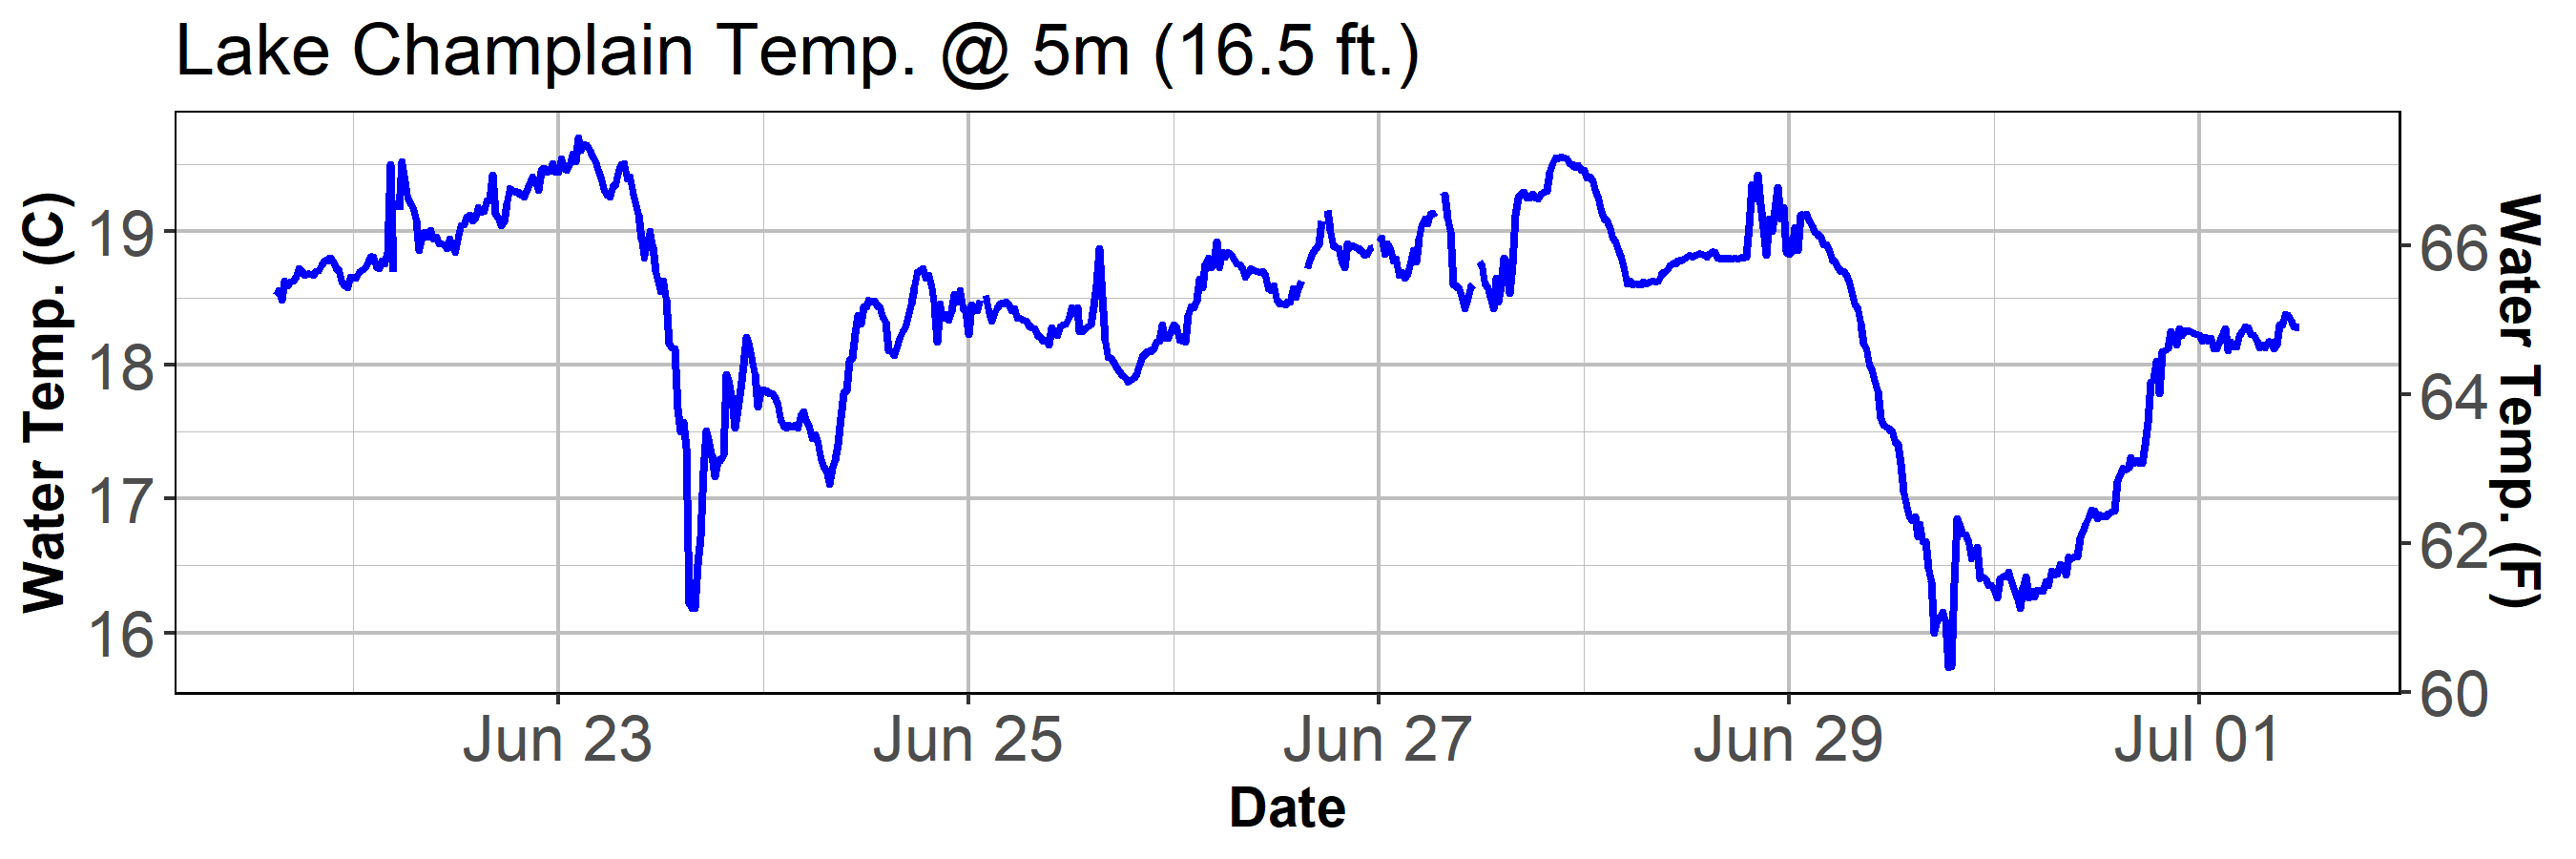 Lake Champlain Temp. @ 5m (16.5 ft.)
Water Temp. (C)
19
18
17
16
66
64
62
60
Water Temp. (F)
Jun 23
Jun 25
Jun 27
Jun 29
Jul 01
Date